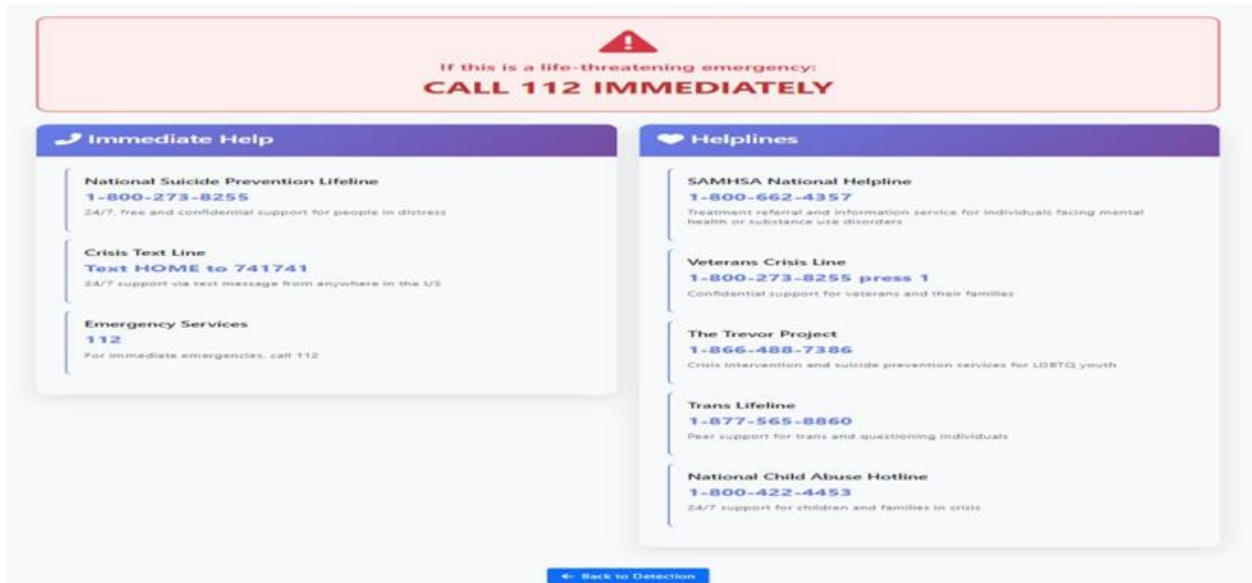 If this is a life-threatening emergency:
CALL 112 IMMEDIATELY
Immediate Help
National Suicide Prevention Lifeline
1-800-273-8255
24/7, free and confidential support for people in distress
Crisis Text Line
Text HOME to 741741
24/7 support via text message from anywhere in the US
Emergency Services
112
For immediate emergencies, call 112
Helplines
SAMHSA National Helpline
1-800-662-4357
Treatment referral and information service for individuals facing mental
health or substance use disorders
Veterans Crisis Line
1-800-273-8255 press 1
Confidential support for veterans and their families
The Trevor Project
1-866-488-7386
Crisis intervention and suicide prevention services for LGBTQ youth
Trans Lifeline
1-877-565-8860
Peer support for trans and questioning individuals
National Child Abuse Hotline
1-800-422-4453
24/7 support for children and families in crisis
← Back to Detection